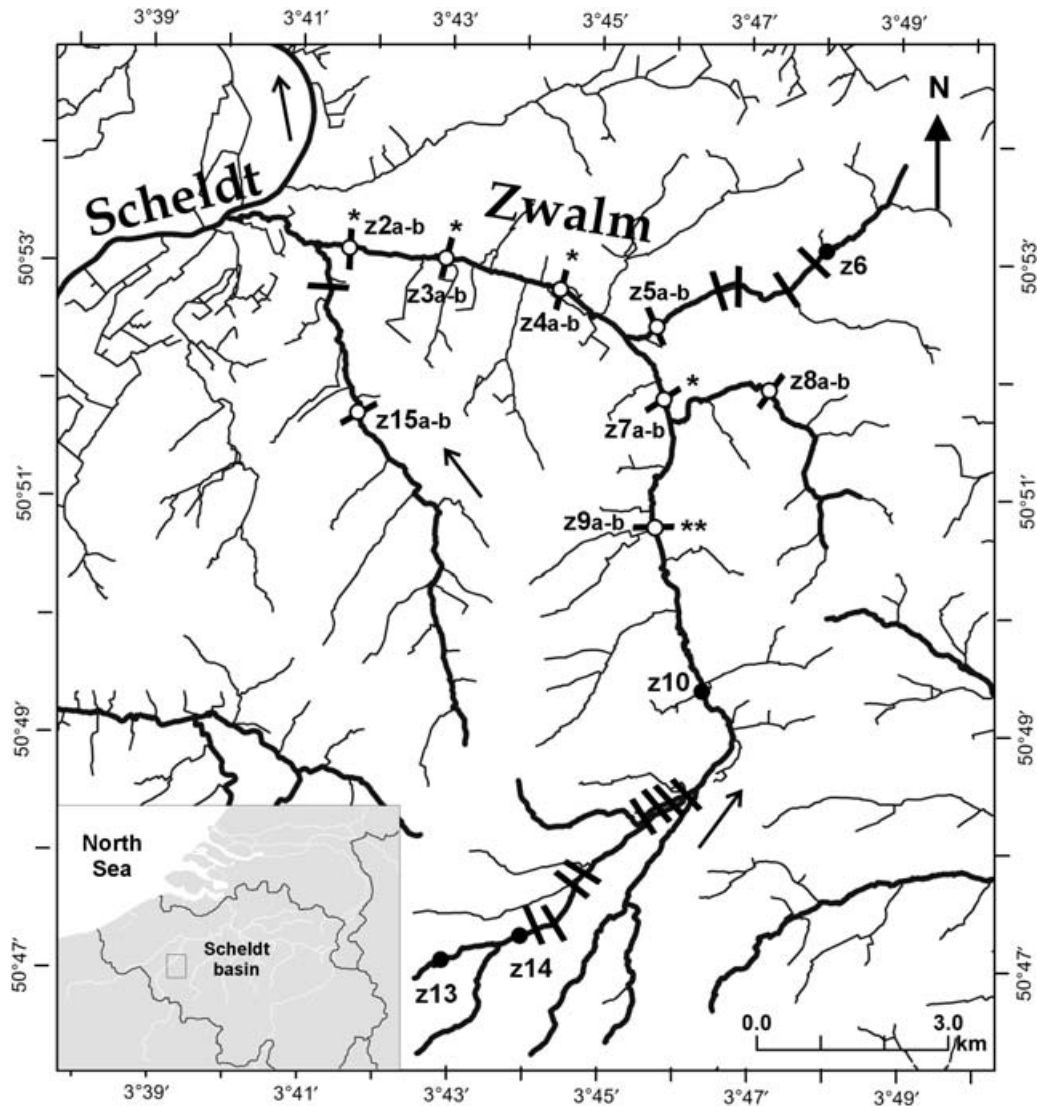 3°39′ 3°41′ 3°43′ 3°45′ 3°47′ 3°49′
N
Scheldt
Zwalm
50°53′
50°53′
z2a-b
*
*
*
z3a-b
z4a-b
z5a-b
z6
z15a-b
z7a-b
*
z8a-b
50°51′
50°51′
z9a-b
**
z10
50°49′
50°49′
North
Sea
Scheldt
basin
50°47′
50°47′
z13
z14
0.0 3.0
km
3°39′ 3°41′ 3°43′ 3°45′ 3°47′ 3°49′